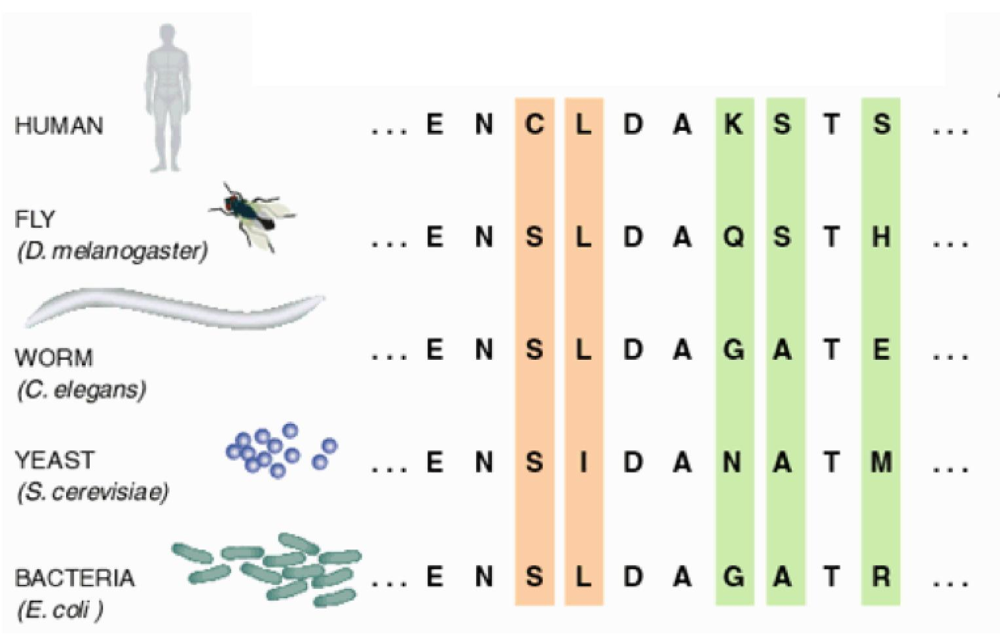 HUMAN ... E N C L D A K S T S ...
FLY
(D. melanogaster) ... E N S L D A Q S T H ...
WORM ... E N S L D A G A T E ...
(C. elegans)
YEAST ... E N S I D A N A T M ...
(S. cerevisiae)
BACTERIA ... E N S L D A G A T R ...
(E. coli )